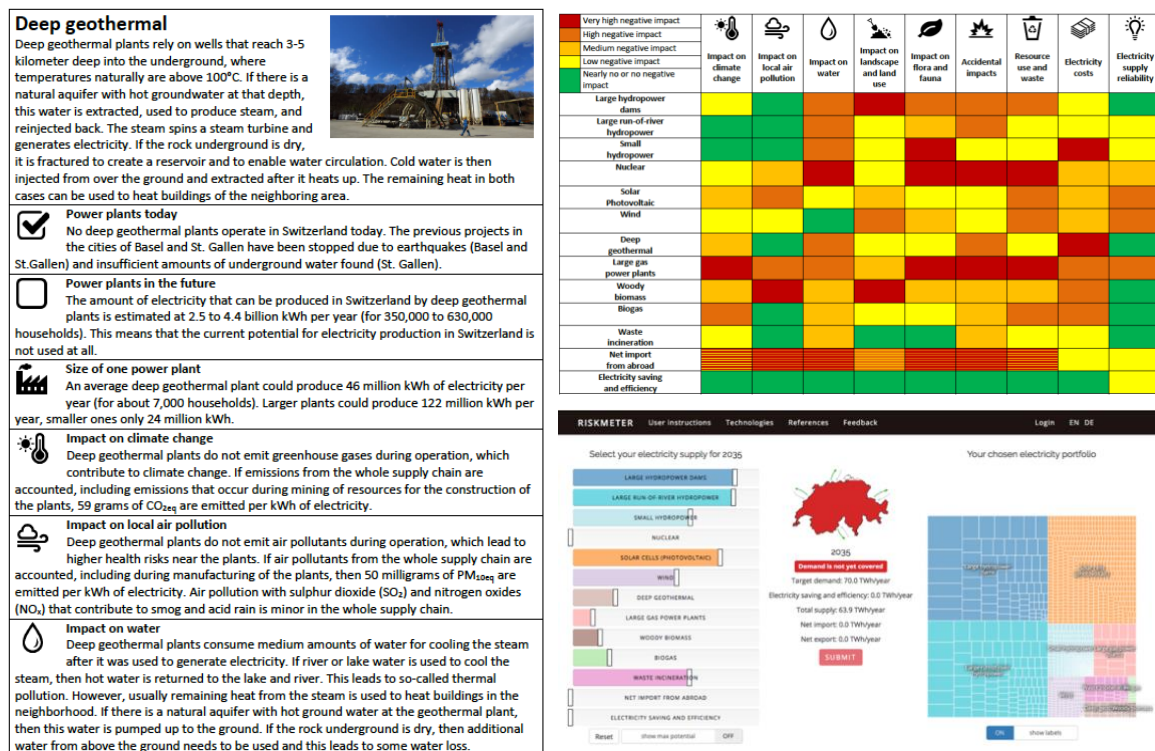 Deep geothermal
Deep geothermal plants rely on wells that reach 3-5
kilometer deep into the underground, where
temperatures naturally are above 100°C. If there is a
natural aquifer with hot groundwater at that depth,
this water is extracted, used to produce steam, and
reinjected back. The steam spins a steam turbine and
generates electricity. If the rock underground is dry,
it is fractured to create a reservoir and to enable water circulation. Cold water is then
injected from over the ground and extracted after it heats up. The remaining heat in both
cases can be used to heat buildings of the neighboring area.
Power plants today
No deep geothermal plants operate in Switzerland today. The previous projects in
the cities of Basel and St. Gallen have been stopped due to earthquakes (Basel and
St.Gallen) and insufficient amounts of underground water found (St. Gallen).
Power plants in the future
The amount of electricity that can be produced in Switzerland by deep geothermal
plants is estimated at 2.5 to 4.4 billion kWh per year (for 350,000 to 630,000
households). This means that the current potential for electricity production in Switzerland is
not used at all.
Size of one power plant
An average deep geothermal plant could produce 46 million kWh of electricity per
year (for about 7,000 households). Larger plants could produce 122 million kWh per
year, smaller ones only 24 million kWh.
Impact on climate change
Deep geothermal plants do not emit greenhouse gases during operation, which
contribute to climate change. If emissions from the whole supply chain are
accounted, including emissions that occur during mining of resources for the construction of
the plants, 59 grams of CO₂eq are emitted per kWh of electricity.
Impact on local air pollution
Deep geothermal plants do not emit air pollutants during operation, which lead to
higher health risks near the plants. If air pollutants from the whole supply chain are
accounted, including during manufacturing of the plants, then 50 milligrams of PM₁₀eq are
emitted per kWh of electricity. Air pollution with sulphur dioxide (SO₂) and nitrogen oxides
(NOₓ) that contribute to smog and acid rain is minor in the whole supply chain.
Impact on water
Deep geothermal plants consume medium amounts of water for cooling the steam
after it was used to generate electricity. If river or lake water is used to cool the
steam, then hot water is returned to the lake and river. This leads to so-called thermal
pollution. However, usually remaining heat from the steam is used to heat buildings in the
neighborhood. If there is a natural aquifer with hot ground water at the geothermal plant,
then this water is pumped up to the ground. If the rock underground is dry, then additional
water from above the ground needs to be used and this leads to some water loss.
Very high negative impact
High negative impact
Medium negative impact
Low negative impact
Nearly no or no negative
impact
Impact on
climate
change
Impact on
local air
pollution
Impact on
water
Impact on
landscape
and land
use
Impact on
flora and
fauna
Accidental
impacts
Resource
use and
waste
Electricity
costs
Electricity
supply
reliability
Large hydropower
dams
Large run-of-river
hydropower
Small
hydropower
Nuclear
Solar
Photovoltaic
Wind
Deep
geothermal
Large gas
power plants
Woody
biomass
Biogas
Waste
incineration
Net import
from abroad
Electricity saving
and efficiency
RISKMETER User instructions Technologies References Feedback Login EN DE
Select your electricity supply for 2035
LARGE HYDROPOWER DAMS
LARGE RUN-OF-RIVER HYDROPOWER
SMALL HYDROPOWER
NUCLEAR
SOLAR CELLS (PHOTOVOLTAIC)
WIND
DEEP GEOTHERMAL
LARGE GAS POWER PLANTS
WOODY BIOMASS
BIOGAS
WASTE INCINERATION
NET IMPORT FROM ABROAD
ELECTRICITY SAVING AND EFFICIENCY
Reset show max potential OFF
2035
Demand is not yet covered
Target demand: 70.0 TWh/year
Electricity saving and efficiency: 0.0 TWh/year
Total supply: 63.9 TWh/year
Net import: 0.0 TWh/year
Net export: 0.0 TWh/year
SUBMIT
Your chosen electricity portfolio
ON show labels